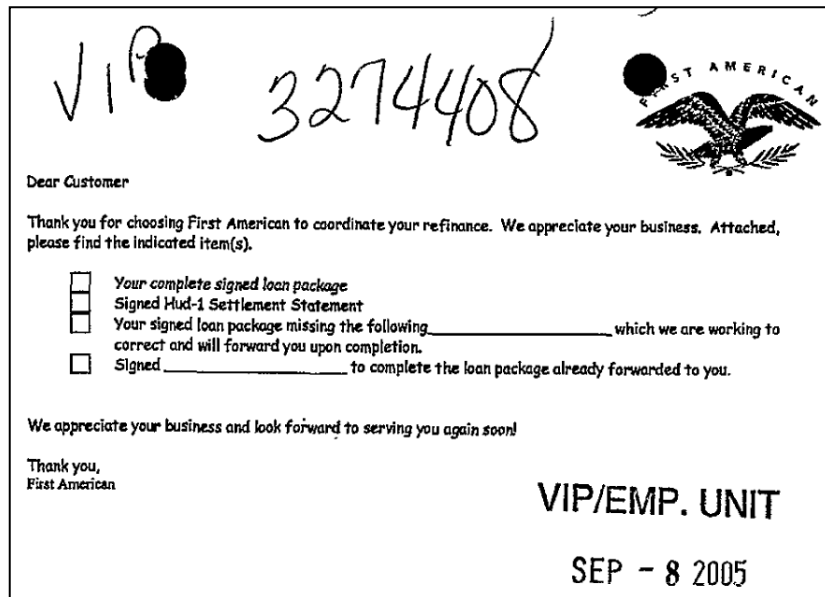 VIP 3274408
FIRST AMERICAN
Dear Customer
Thank you for choosing First American to coordinate your refinance. We appreciate your business. Attached,
please find the indicated item(s).
Your complete signed loan package
Signed Hud-1 Settlement Statement
Your signed loan package missing the following____________________which we are working to
correct and will forward you upon completion.
Signed____________________to complete the loan package already forwarded to you.
We appreciate your business and look forward to serving you again soon!
Thank you,
First American
VIP/EMP. UNIT
SEP - 8 2005